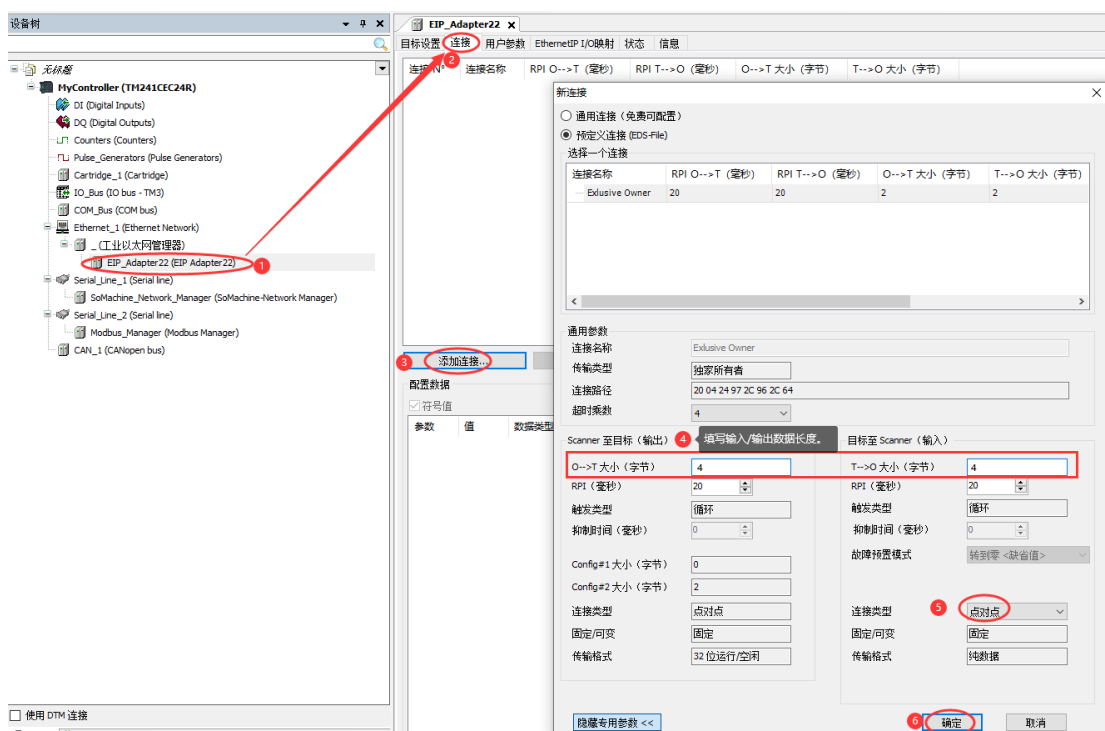 设备树
无标题
MyController (TM241CEC24R)
DI (Digital Inputs)
DQ (Digital Outputs)
Counters (Counters)
Pulse_Generators (Pulse Generators)
Cartridge_1 (Cartridge)
IO_Bus (IO bus - TM3)
COM_Bus (COM bus)
Ethernet_1 (Ethernet Network)
_ (工业以太网管理器)
EIP_Adapter22 (EIP Adapter22) 1
Serial_Line_1 (Serial line)
SoMachine_Network_Manager (SoMachine-Network Manager)
Serial_Line_2 (Serial line)
Modbus_Manager (Modbus Manager)
CAN_1 (CANopen bus)
使用 DTM 连接
EIP_Adapter22 x
目标设置 连接 用户参数 EthernetIP I/O映射 状态 信息
2
连接 N° 连接名称 RPI O-->T (毫秒) RPI T-->O (毫秒) O-->T 大小 (字节) T-->O 大小 (字节)
3 添加连接...
配置数据
符号值
参数 值 数据类型
新连接
通用连接 (免费可配置)
预定义连接 (EDS-File)
选择一个连接
连接名称 RPI O-->T (毫秒) RPI T-->O (毫秒) O-->T 大小 (字节) T-->O 大小 (字节)
Exlusive Owner 20 20 2 2
通用参数
连接名称 Exlusive Owner
传输类型 独家所有者
连接路径 20 04 24 97 2C 96 2C 64
超时乘数 4
Scanner 至目标 (输出) 4 填写输入/输出数据长度。 目标至 Scanner (输入)
O-->T 大小 (字节) 4 T-->O 大小 (字节) 4
RPI (毫秒) 20 RPI (毫秒) 20
触发类型 循环 触发类型 循环
抑制时间 (毫秒) 0 抑制时间 (毫秒) 0
故障预置模式 转到零 <缺省值>
Config#1 大小 (字节) 0
Config#2 大小 (字节) 2
连接类型 点对点 连接类型 5 点对点
固定/可变 固定 固定/可变 固定
传输格式 32 位运行/空闲 传输格式 纯数据
隐藏专用参数 << 6 确定 取消